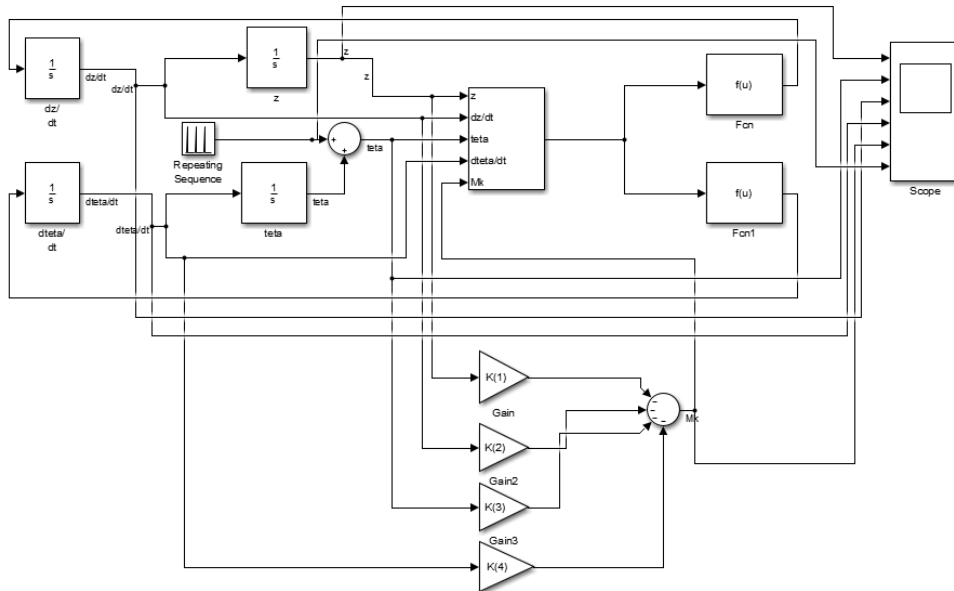 1
s
dz/
dt
dz/dt
dz/dt
1
s
z
z
z
Repeating
Sequence
+
+
teta
1
s
dteta/
dt
dteta/dt
dteta/dt
1
s
teta
teta
z
dz/dt
teta
dteta/dt
Mk
f(u)
Fcn
f(u)
Fcn1
Scope
K(1)
Gain
K(2)
Gain2
K(3)
Gain3
K(4)
−
−
−
−
Mk